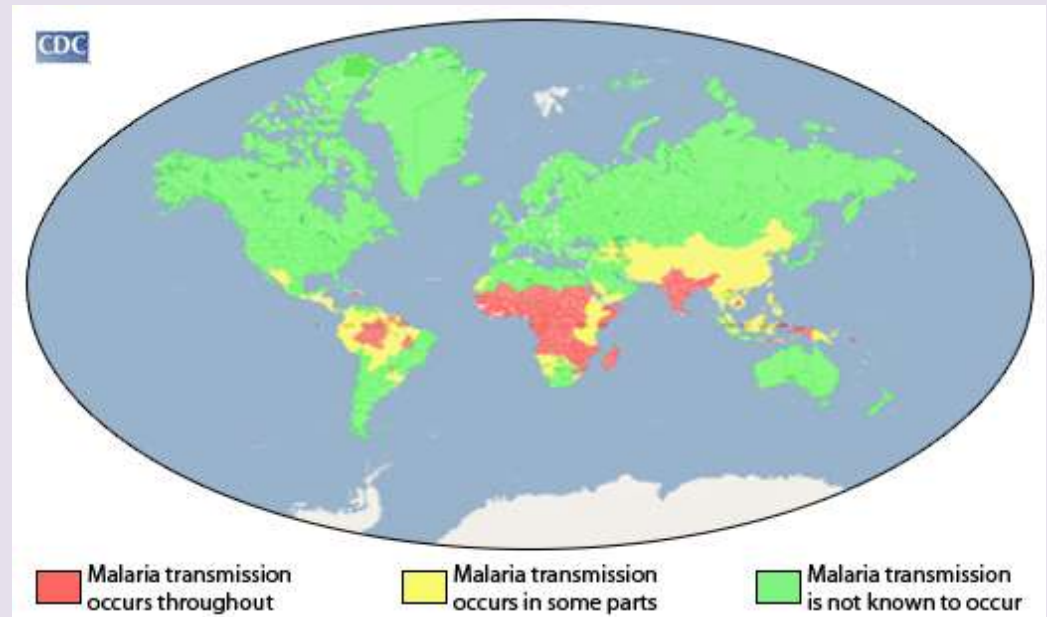 CDC
Malaria transmission
occurs throughout
Malaria transmission
occurs in some parts
Malaria transmission
is not known to occur